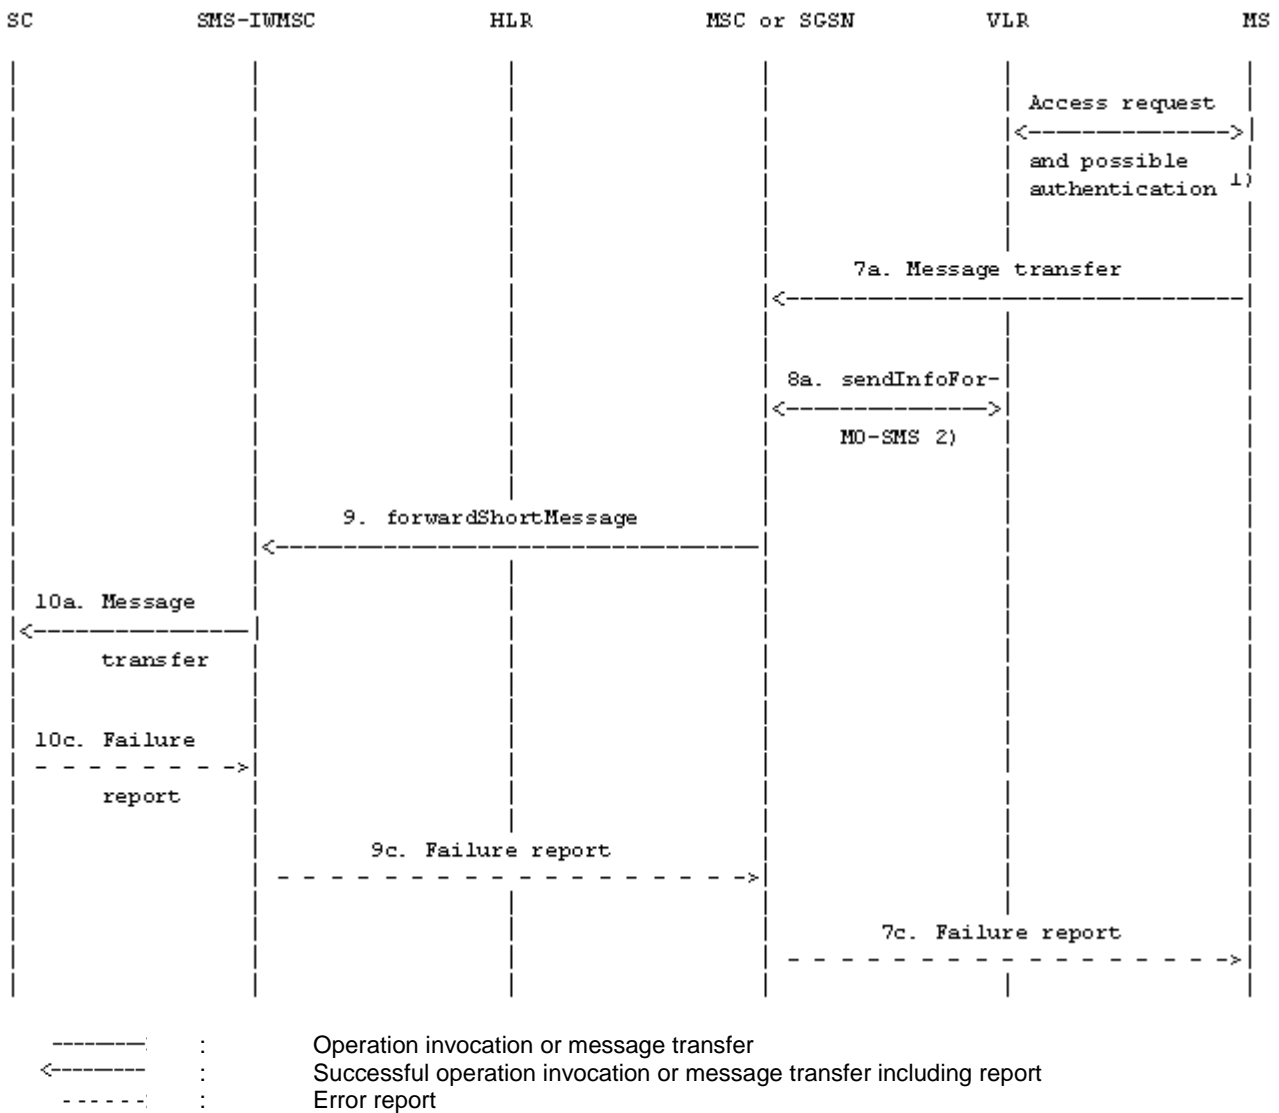 SC SMS-IWMSC HLR MSC or SGSN VLR MS
Access request
and possible
authentication 1)
7a. Message transfer
8a. sendInfoFor-
MO-SMS 2)
9. forwardShortMessage
10a. Message
transfer
10c. Failure
report
9c. Failure report
7c. Failure report
: Operation invocation or message transfer
: Successful operation invocation or message transfer including report
: Error report